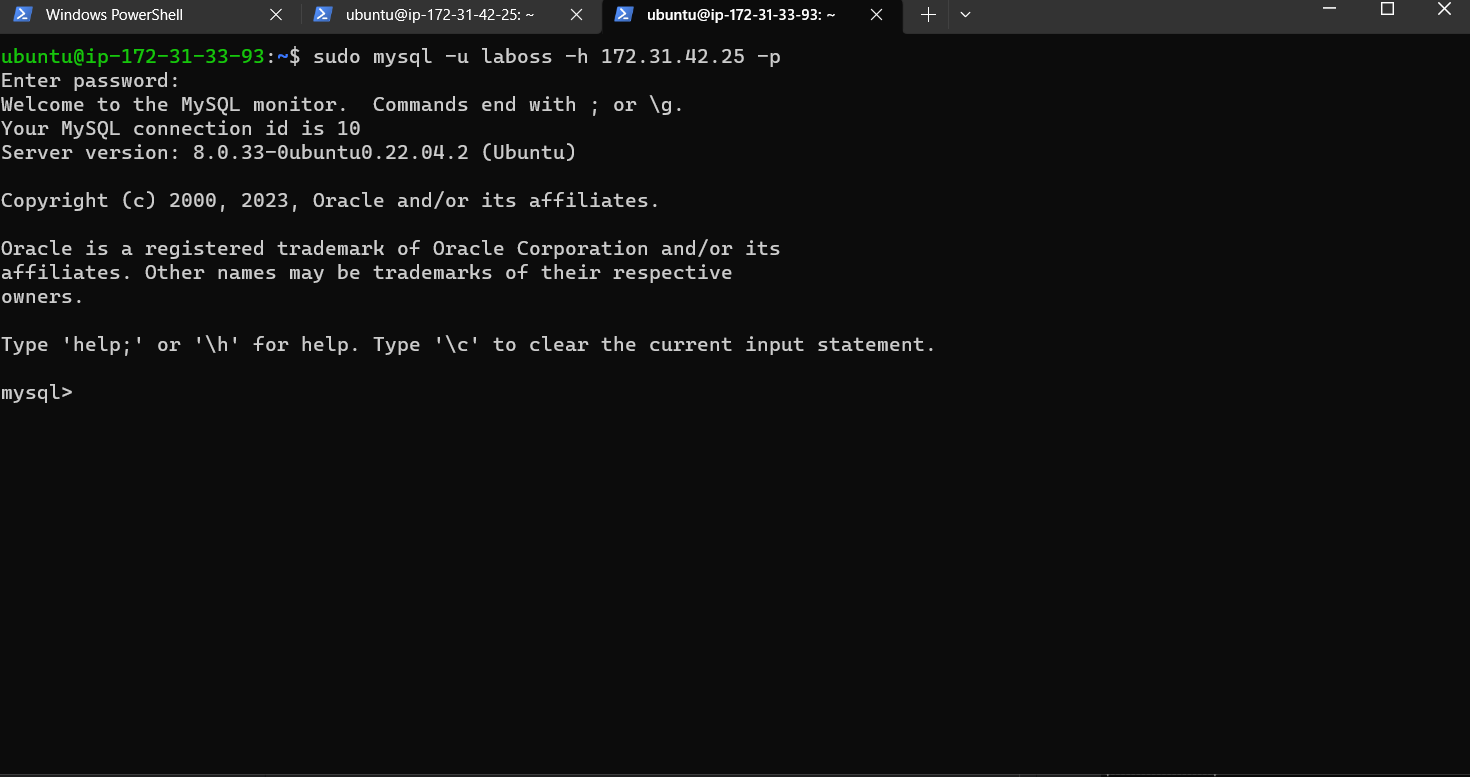 Windows PowerShell
ubuntu@ip-172-31-42-25: ~
ubuntu@ip-172-31-33-93: ~
ubuntu@ip-172-31-33-93:~$ sudo mysql -u laboss -h 172.31.42.25 -p
Enter password:
Welcome to the MySQL monitor.  Commands end with ; or \g.
Your MySQL connection id is 10
Server version: 8.0.33-0ubuntu0.22.04.2 (Ubuntu)
Copyright (c) 2000, 2023, Oracle and/or its affiliates.
Oracle is a registered trademark of Oracle Corporation and/or its
affiliates. Other names may be trademarks of their respective
owners.
Type 'help;' or '\h' for help. Type '\c' to clear the current input statement.
mysql>